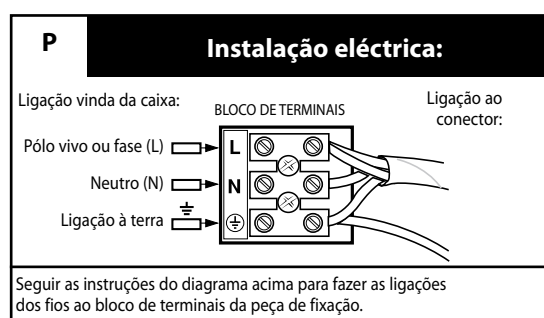 P
Instalação eléctrica:
Ligação vinda da caixa:
BLOCO DE TERMINAIS
Ligação ao
conector:
Pólo vivo ou fase (L)
L
Neutro (N)
N
Ligação à terra
Seguir as instruções do diagrama acima para fazer as ligações
dos fios ao bloco de terminais da peça de fixação.